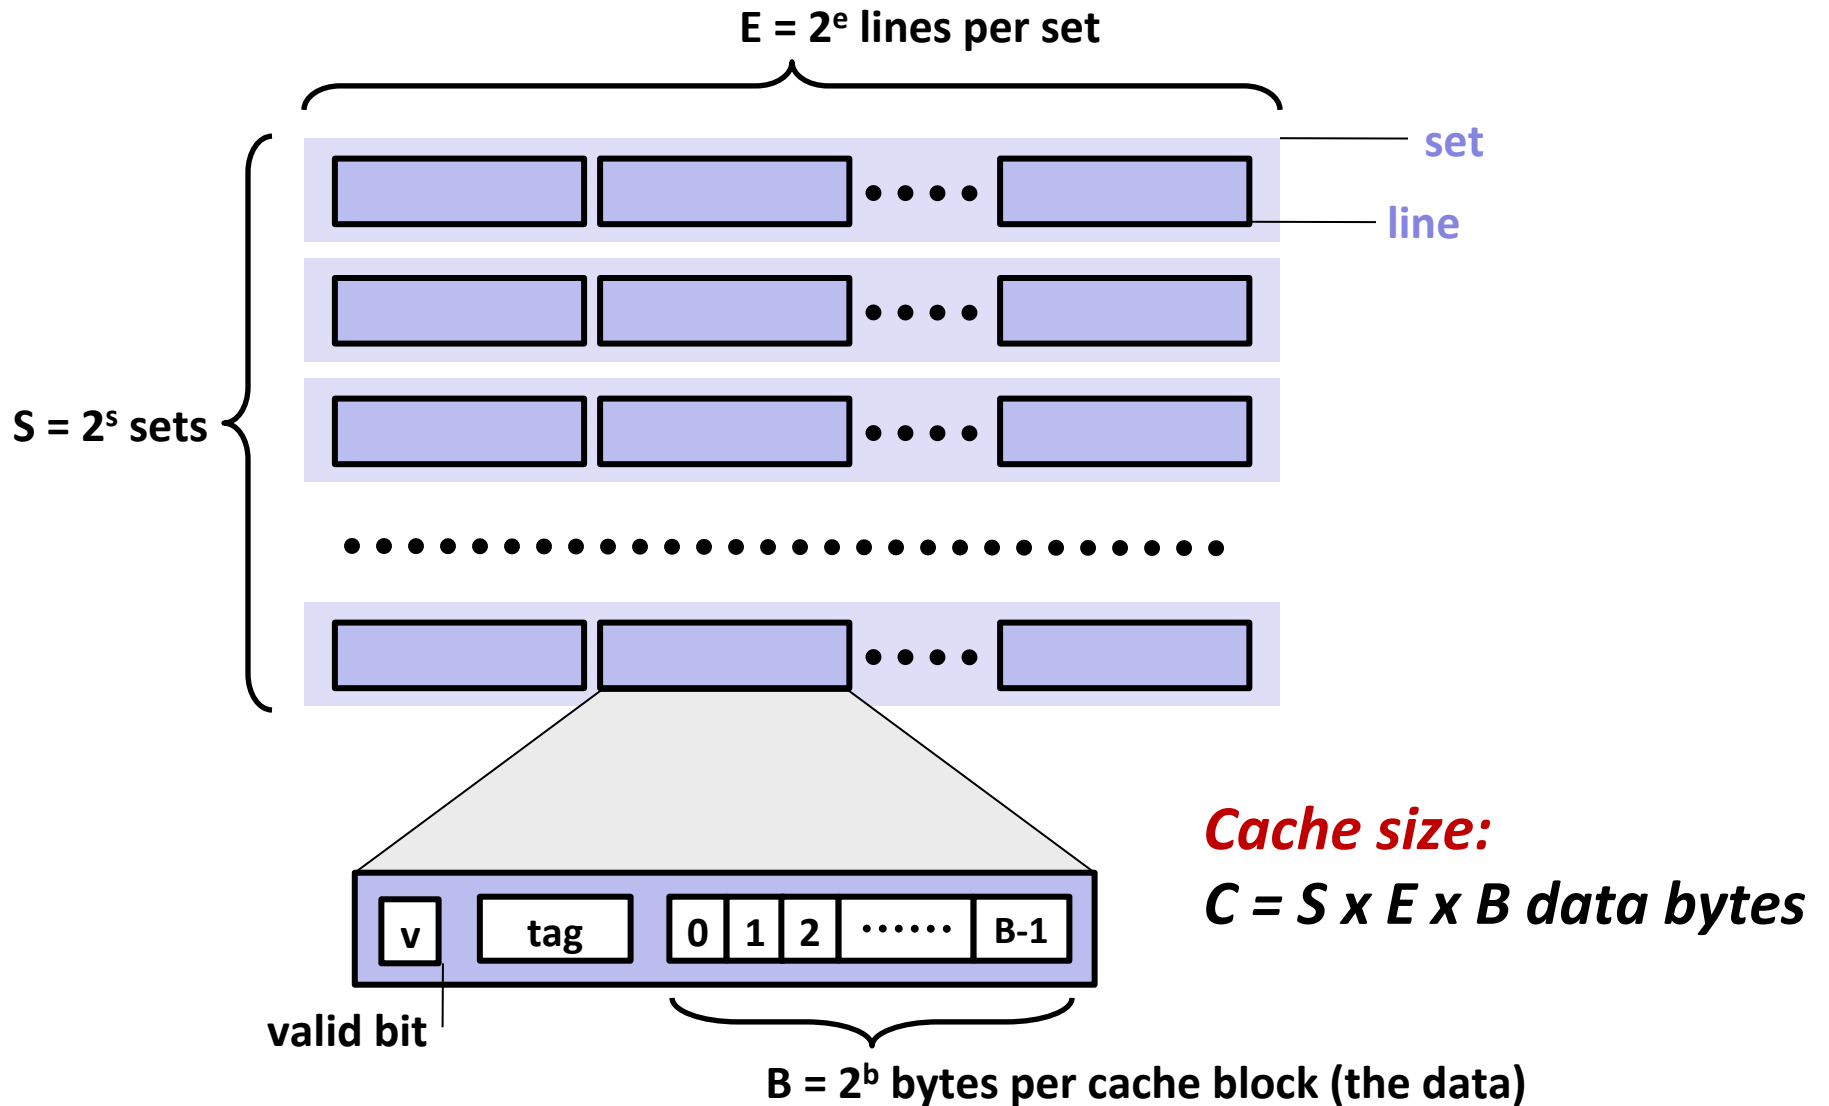 E = 2ᵉ lines per set
set
line
S = 2ˢ sets
Cache size:
C = S x E x B data bytes
v
tag
0
1
2
B-1
valid bit
B = 2ᵇ bytes per cache block (the data)